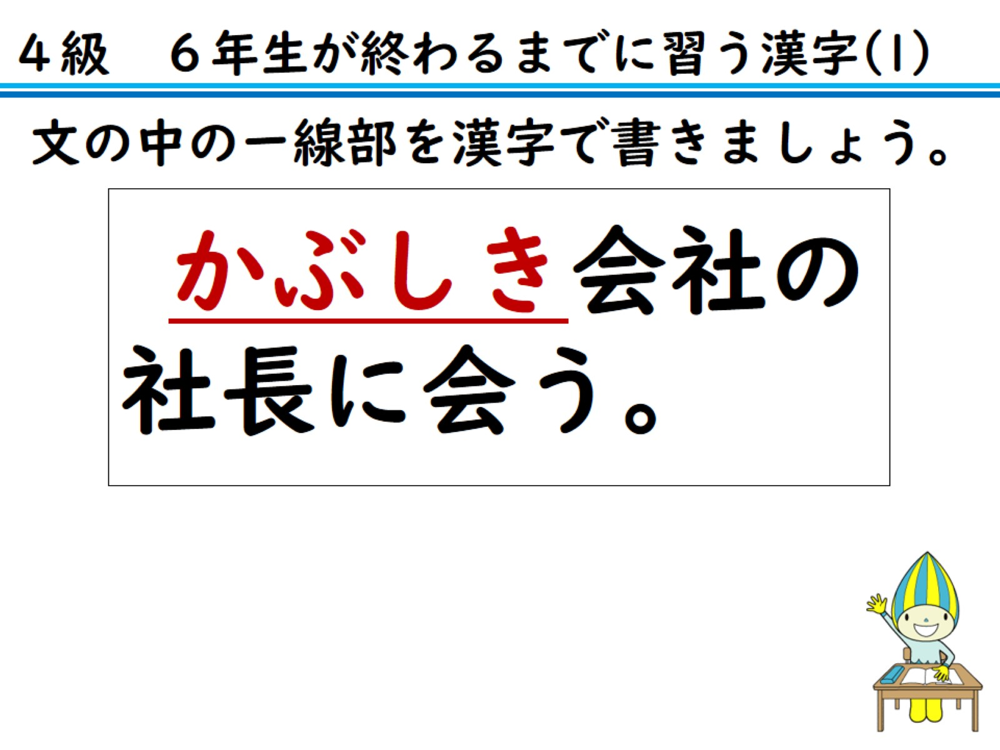 ４級　６年生が終わるまでに習う漢字(1)
文の中の一線部を漢字で書きましょう。
かぶしき会社の
社長に会う。